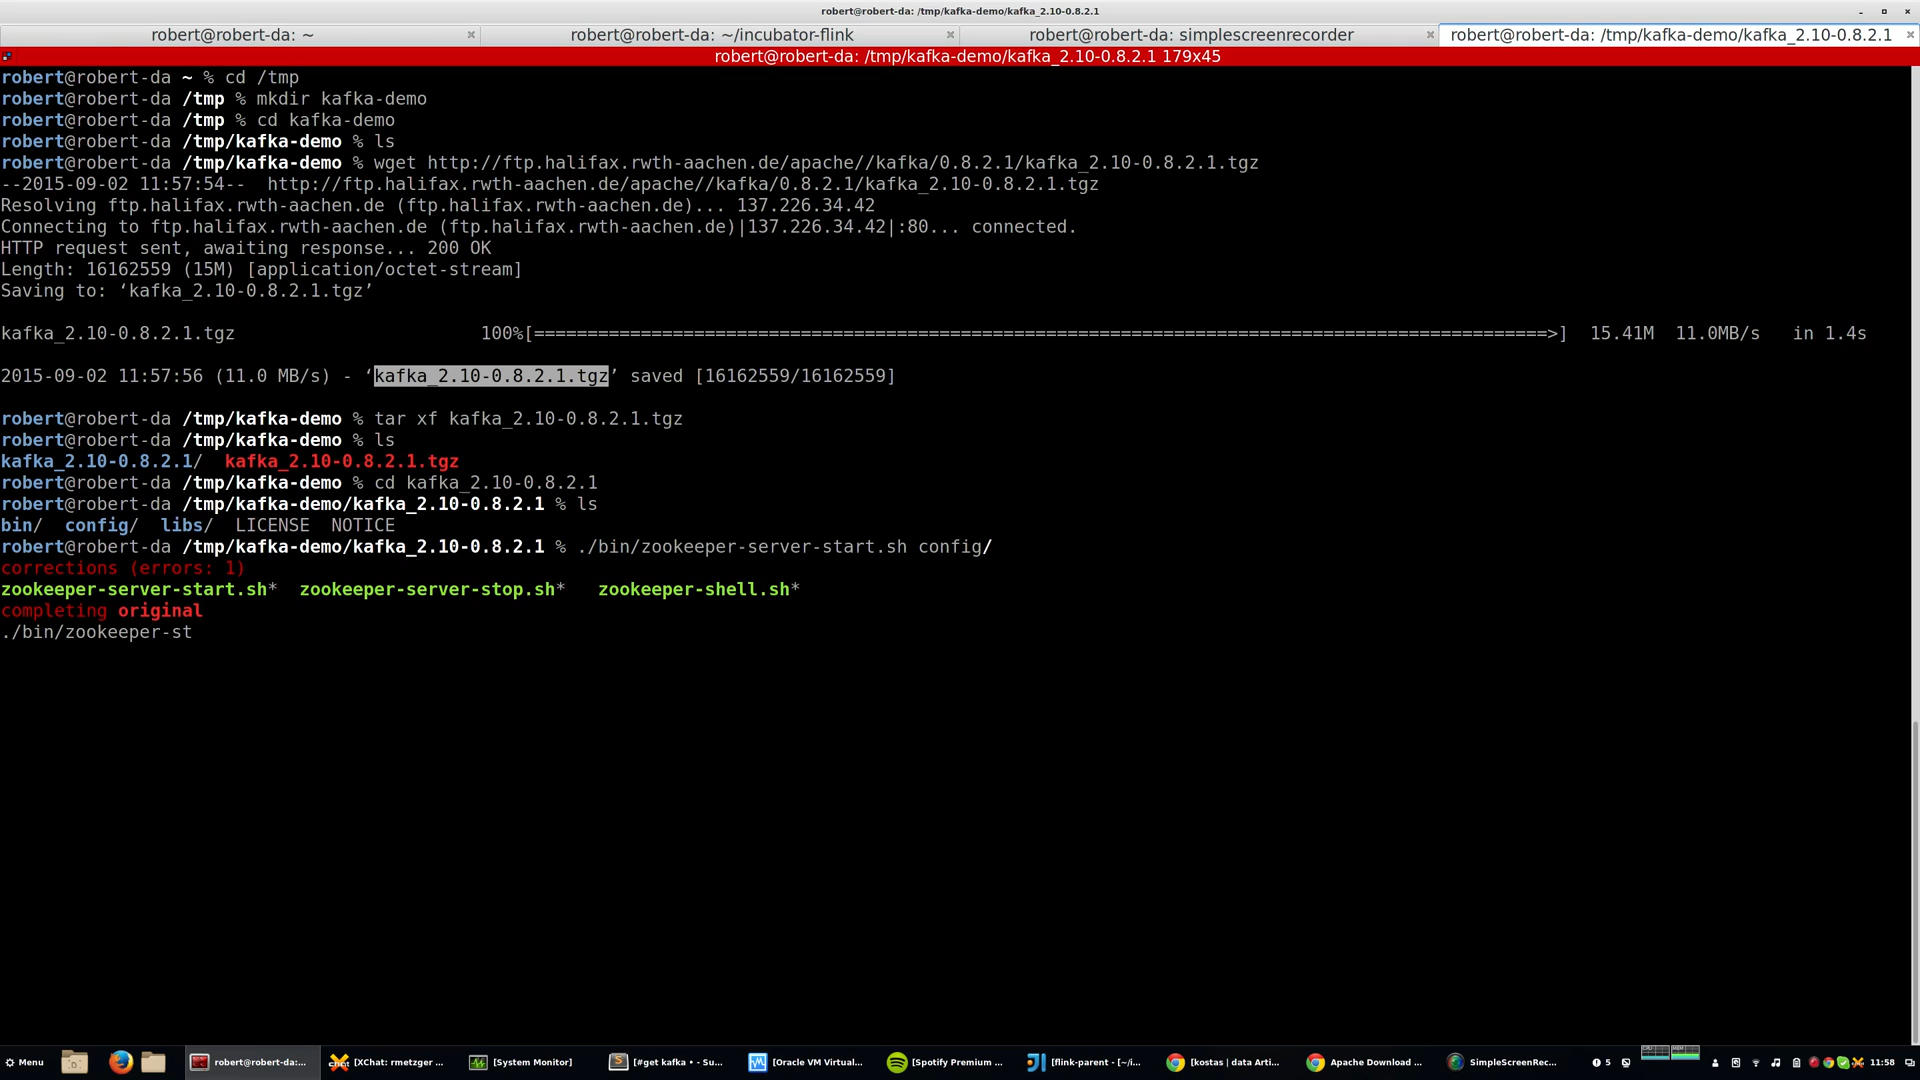 robert@robert-da: /tmp/kafka-demo/kafka_2.10-0.8.2.1
robert@robert-da: ~
robert@robert-da: ~/incubator-flink
robert@robert-da: simplescreenrecorder
robert@robert-da: /tmp/kafka-demo/kafka_2.10-0.8.2.1
robert@robert-da: /tmp/kafka-demo/kafka_2.10-0.8.2.1 179x45
robert@robert-da ~ % cd /tmp
robert@robert-da /tmp % mkdir kafka-demo
robert@robert-da /tmp % cd kafka-demo
robert@robert-da /tmp/kafka-demo % ls
robert@robert-da /tmp/kafka-demo % wget http://ftp.halifax.rwth-aachen.de/apache//kafka/0.8.2.1/kafka_2.10-0.8.2.1.tgz
--2015-09-02 11:57:54--  http://ftp.halifax.rwth-aachen.de/apache//kafka/0.8.2.1/kafka_2.10-0.8.2.1.tgz
Resolving ftp.halifax.rwth-aachen.de (ftp.halifax.rwth-aachen.de)... 137.226.34.42
Connecting to ftp.halifax.rwth-aachen.de (ftp.halifax.rwth-aachen.de)|137.226.34.42|:80... connected.
HTTP request sent, awaiting response... 200 OK
Length: 16162559 (15M) [application/octet-stream]
Saving to: ‘kafka_2.10-0.8.2.1.tgz’
kafka_2.10-0.8.2.1.tgz 100%[===============================================================================================>] 15.41M 11.0MB/s in 1.4s
2015-09-02 11:57:56 (11.0 MB/s) - ‘kafka_2.10-0.8.2.1.tgz’ saved [16162559/16162559]
robert@robert-da /tmp/kafka-demo % tar xf kafka_2.10-0.8.2.1.tgz
robert@robert-da /tmp/kafka-demo % ls
kafka_2.10-0.8.2.1/  kafka_2.10-0.8.2.1.tgz
robert@robert-da /tmp/kafka-demo % cd kafka_2.10-0.8.2.1
robert@robert-da /tmp/kafka-demo/kafka_2.10-0.8.2.1 % ls
bin/  config/  libs/  LICENSE  NOTICE
robert@robert-da /tmp/kafka-demo/kafka_2.10-0.8.2.1 % ./bin/zookeeper-server-start.sh config/
corrections (errors: 1)
zookeeper-server-start.sh*  zookeeper-server-stop.sh*   zookeeper-shell.sh*
completing original
./bin/zookeeper-st
Menu robert@robert-da:... [XChat: rmetzger ... [System Monitor] [#get kafka • - Su... [Oracle VM Virtual... [Spotify Premium ... [flink-parent - [~/i... [kostas | data Arti... Apache Download ... SimpleScreenRec... 5 11:58